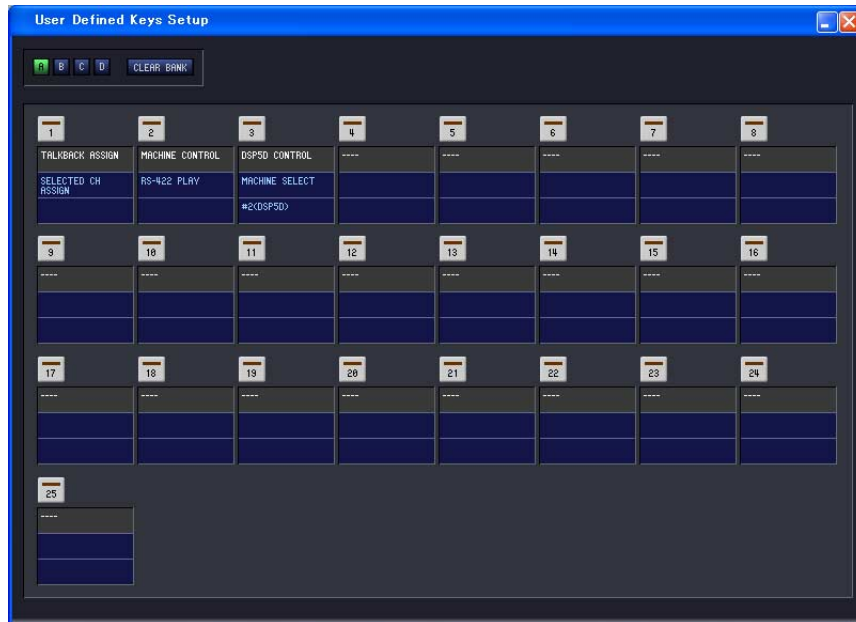 User Defined Keys Setup
A B C D CLEAR BANK
1 2 3 4 5 6 7 8
TALKBACK ASSIGN MACHINE CONTROL DSP5D CONTROL ---- ---- ---- ---- ----
SELECTED CH ASSIGN RS-422 PLAY MACHINE SELECT
#2(DSP5D)
9 10 11 12 13 14 15 16
---- ---- ---- ---- ---- ---- ---- ----
17 18 19 20 21 22 23 24
---- ---- ---- ---- ---- ---- ---- ----
25
----